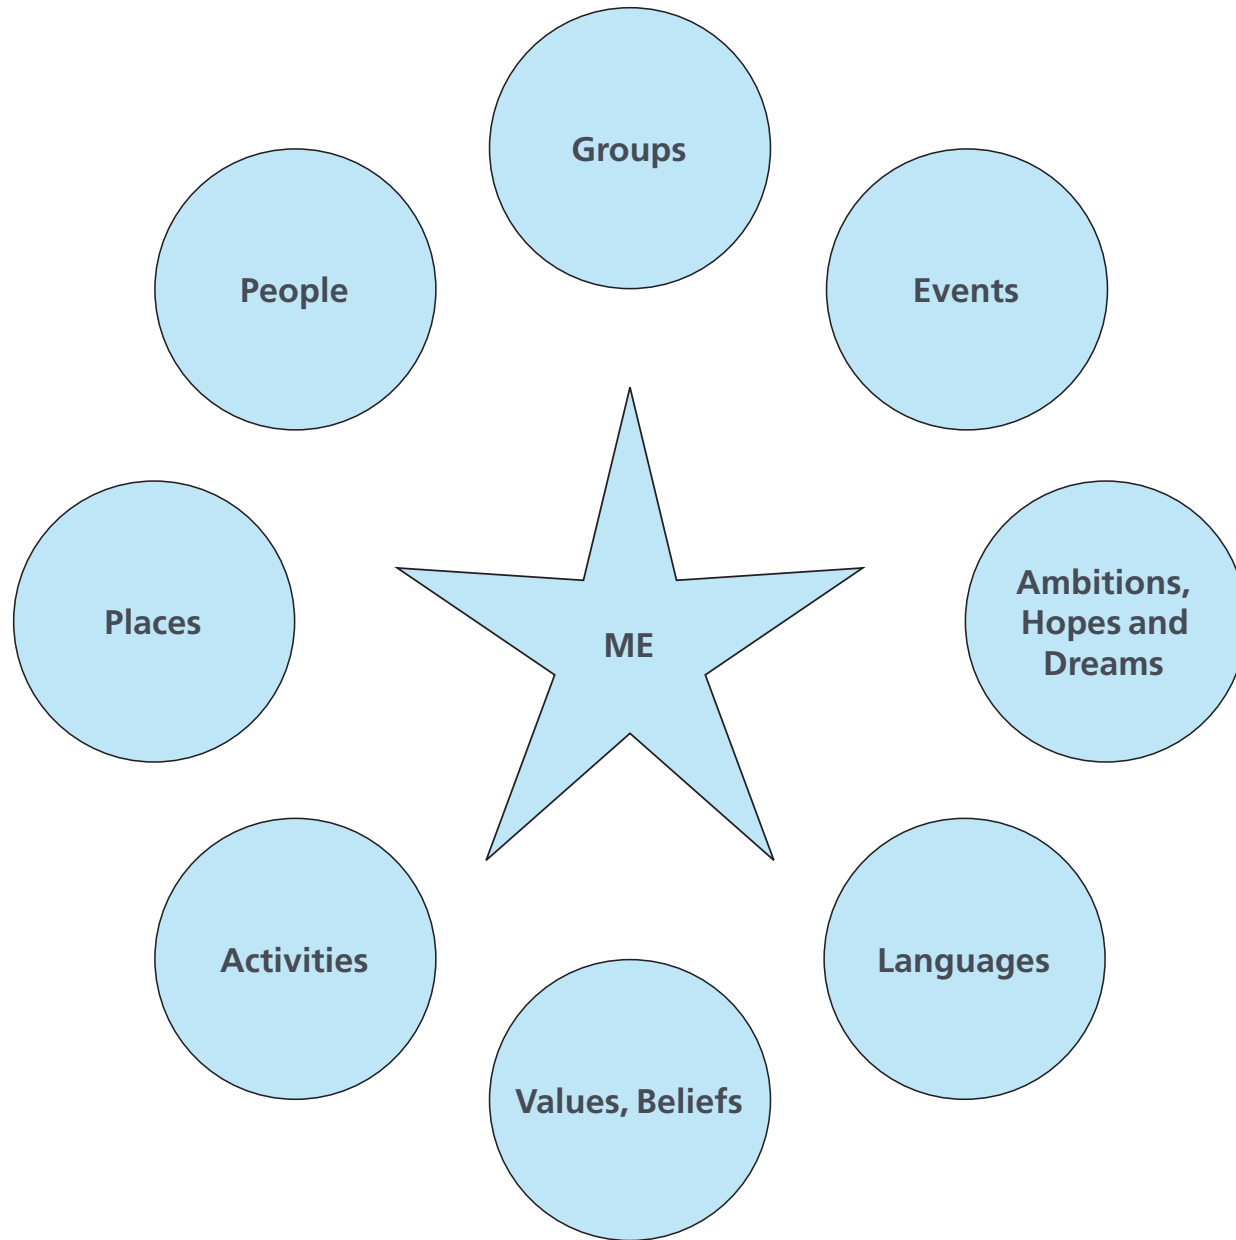 Groups
People
Events
Ambitions,
Hopes and
Dreams
Places
ME
Activities
Languages
Values, Beliefs